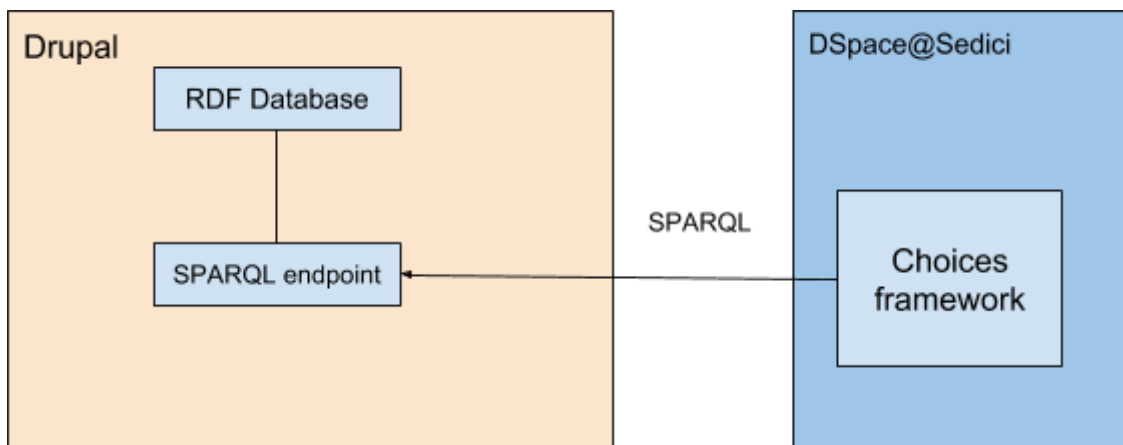 Drupal
RDF Database
SPARQL endpoint
SPARQL
DSpace@Sedici
Choices
framework